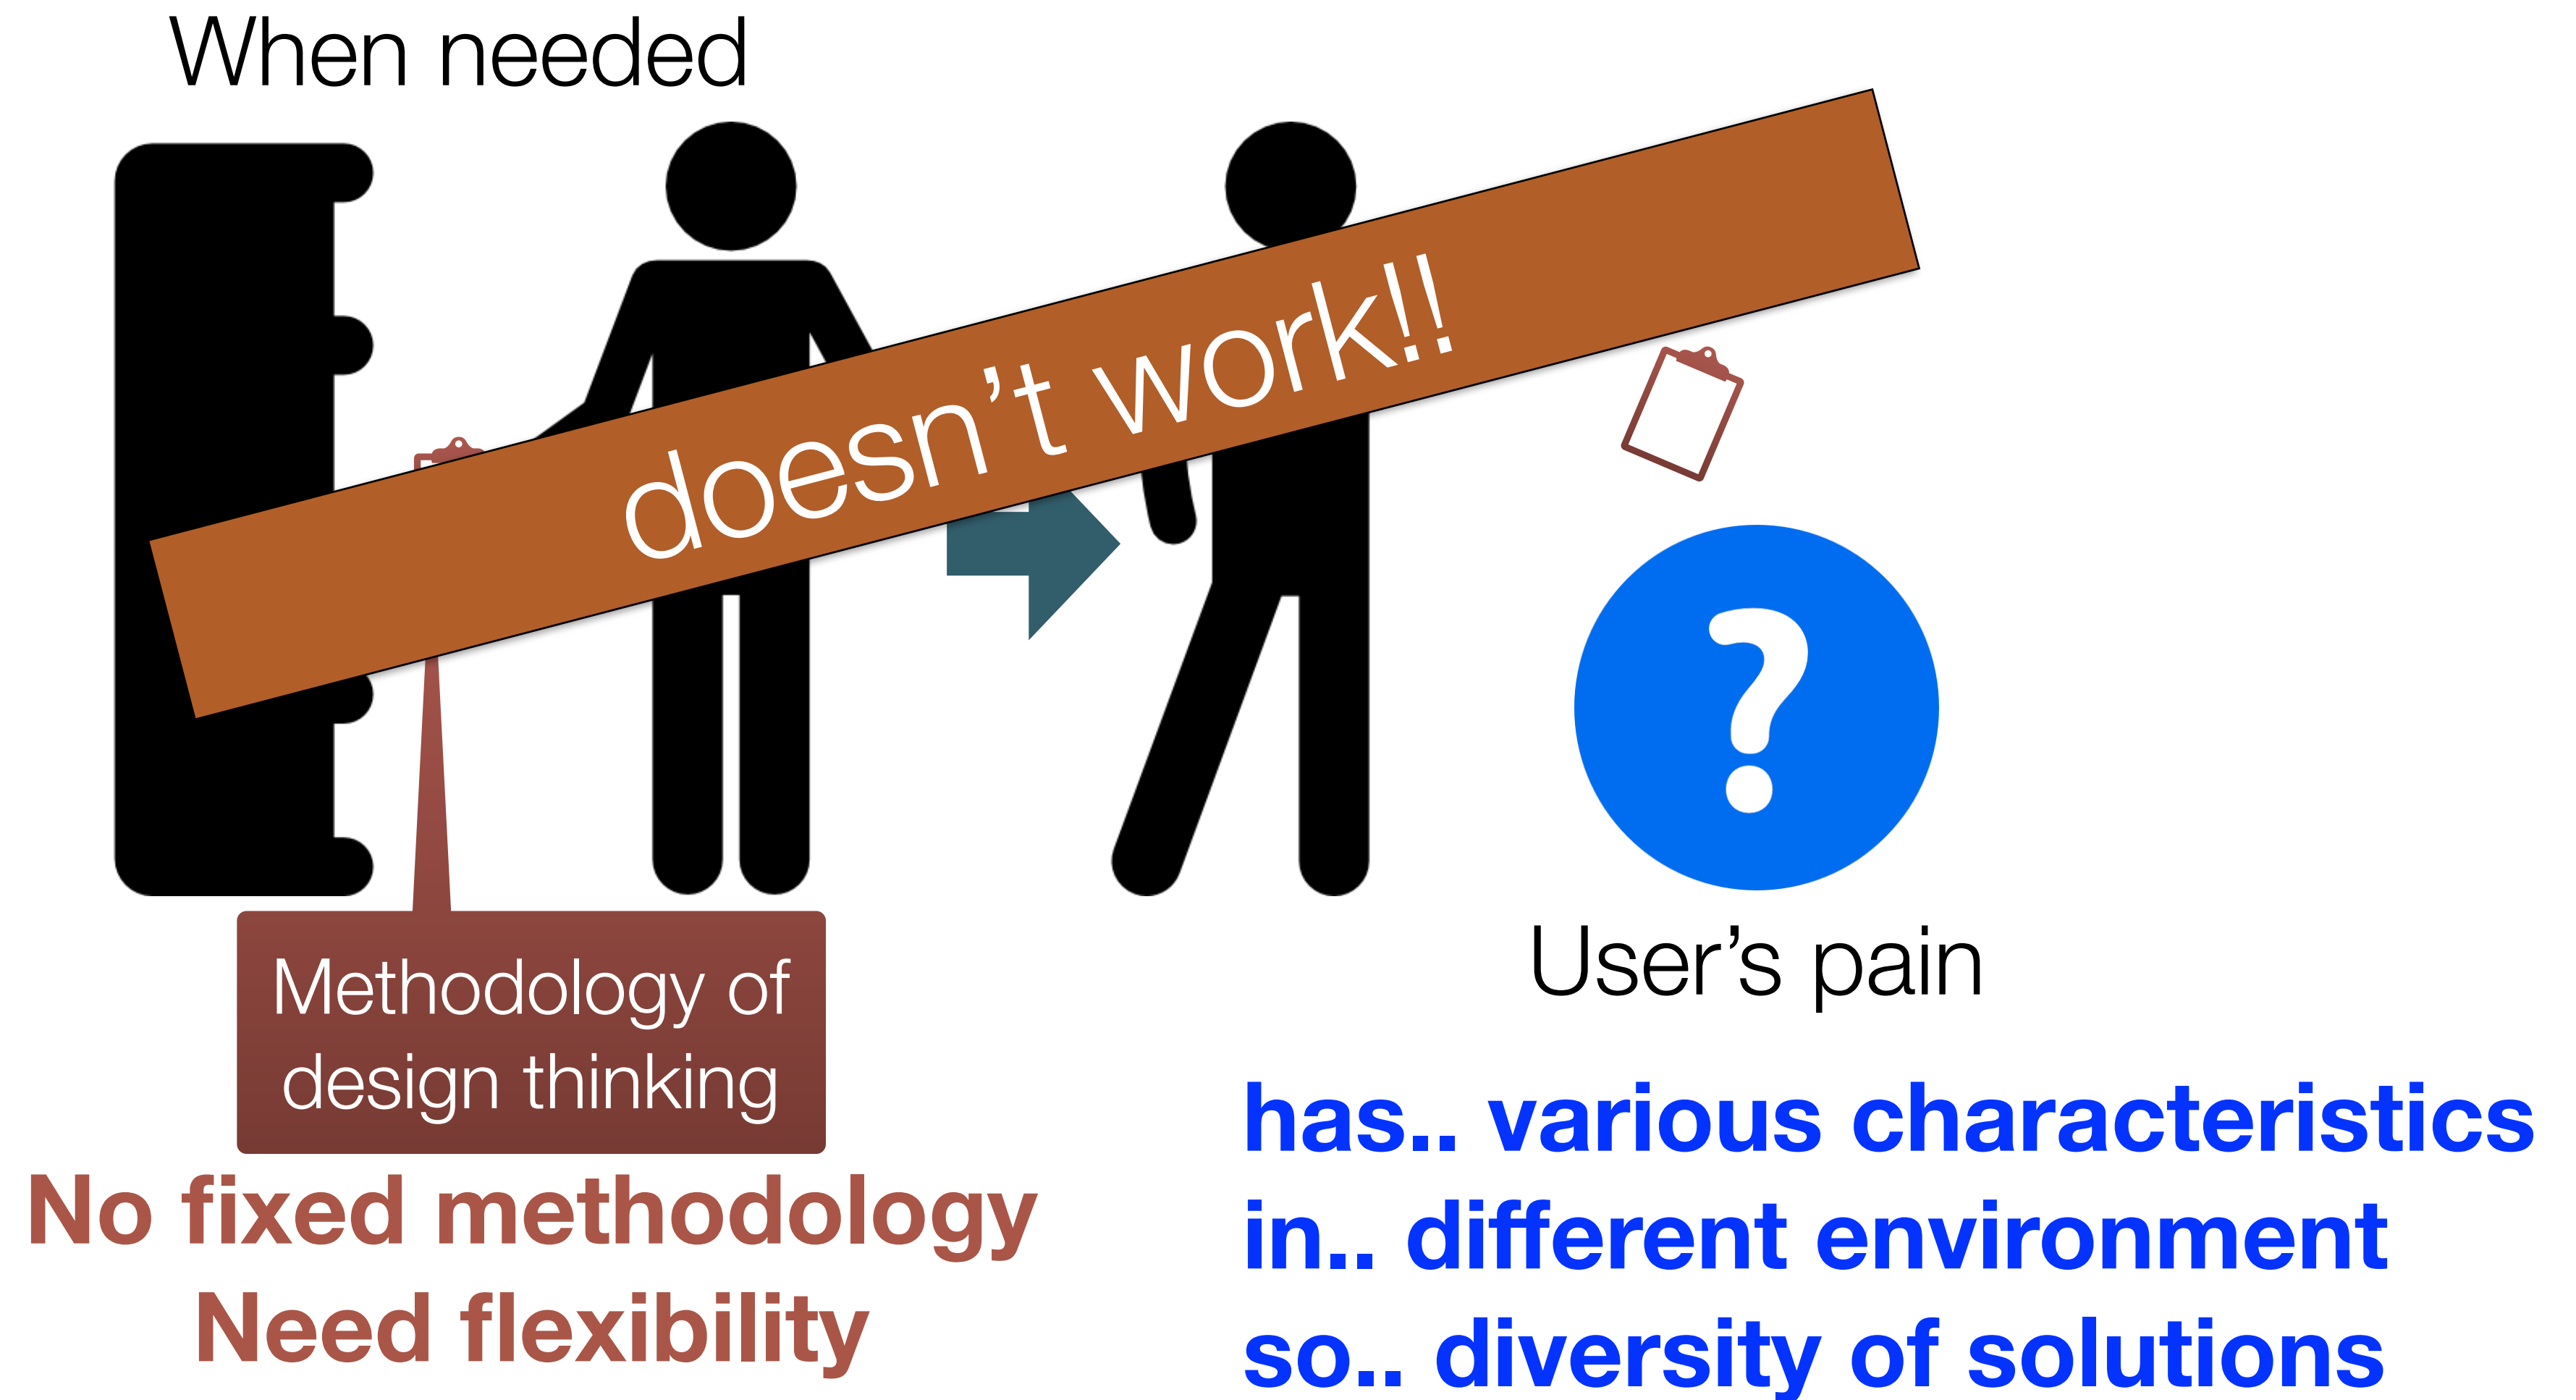 When needed
doesn’t work!!
?
User’s pain
Methodology of
design thinking
No fixed methodology
Need flexibility
has.. various characteristics
in.. different environment
so.. diversity of solutions